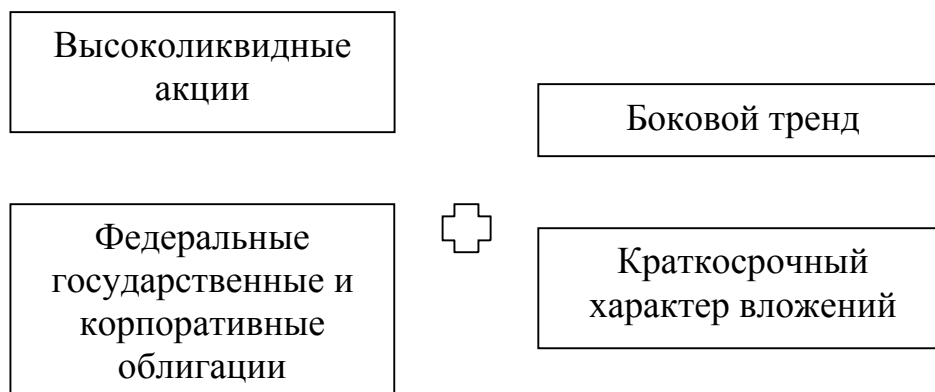 Высоколиквидные
акции
Федеральные
государственные и
корпоративные
облигации
Боковой тренд
Краткосрочный
характер вложений